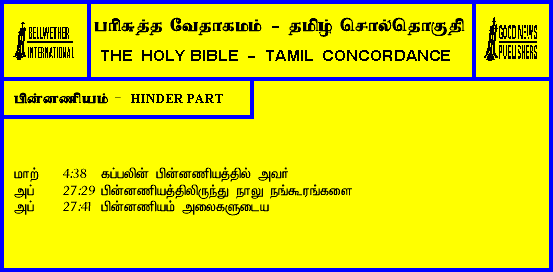 BELLWETHER
INTERNATIONAL
பரிசுத்த வேதாகமம் - தமிழ் சொல்தொகுதி
THE HOLY BIBLE - TAMIL CONCORDANCE
GOOD NEWS
PUBLISHERS
பின்னணியம் - HINDER PART
மாற் 4:38 கப்பலின் பின்னணியத்தில் அவர்
அப் 27:29 பின்னணியத்திலிருந்து நாலு நங்கூரங்களை
அப் 27:41 பின்னணியம் அலைகளுடைய